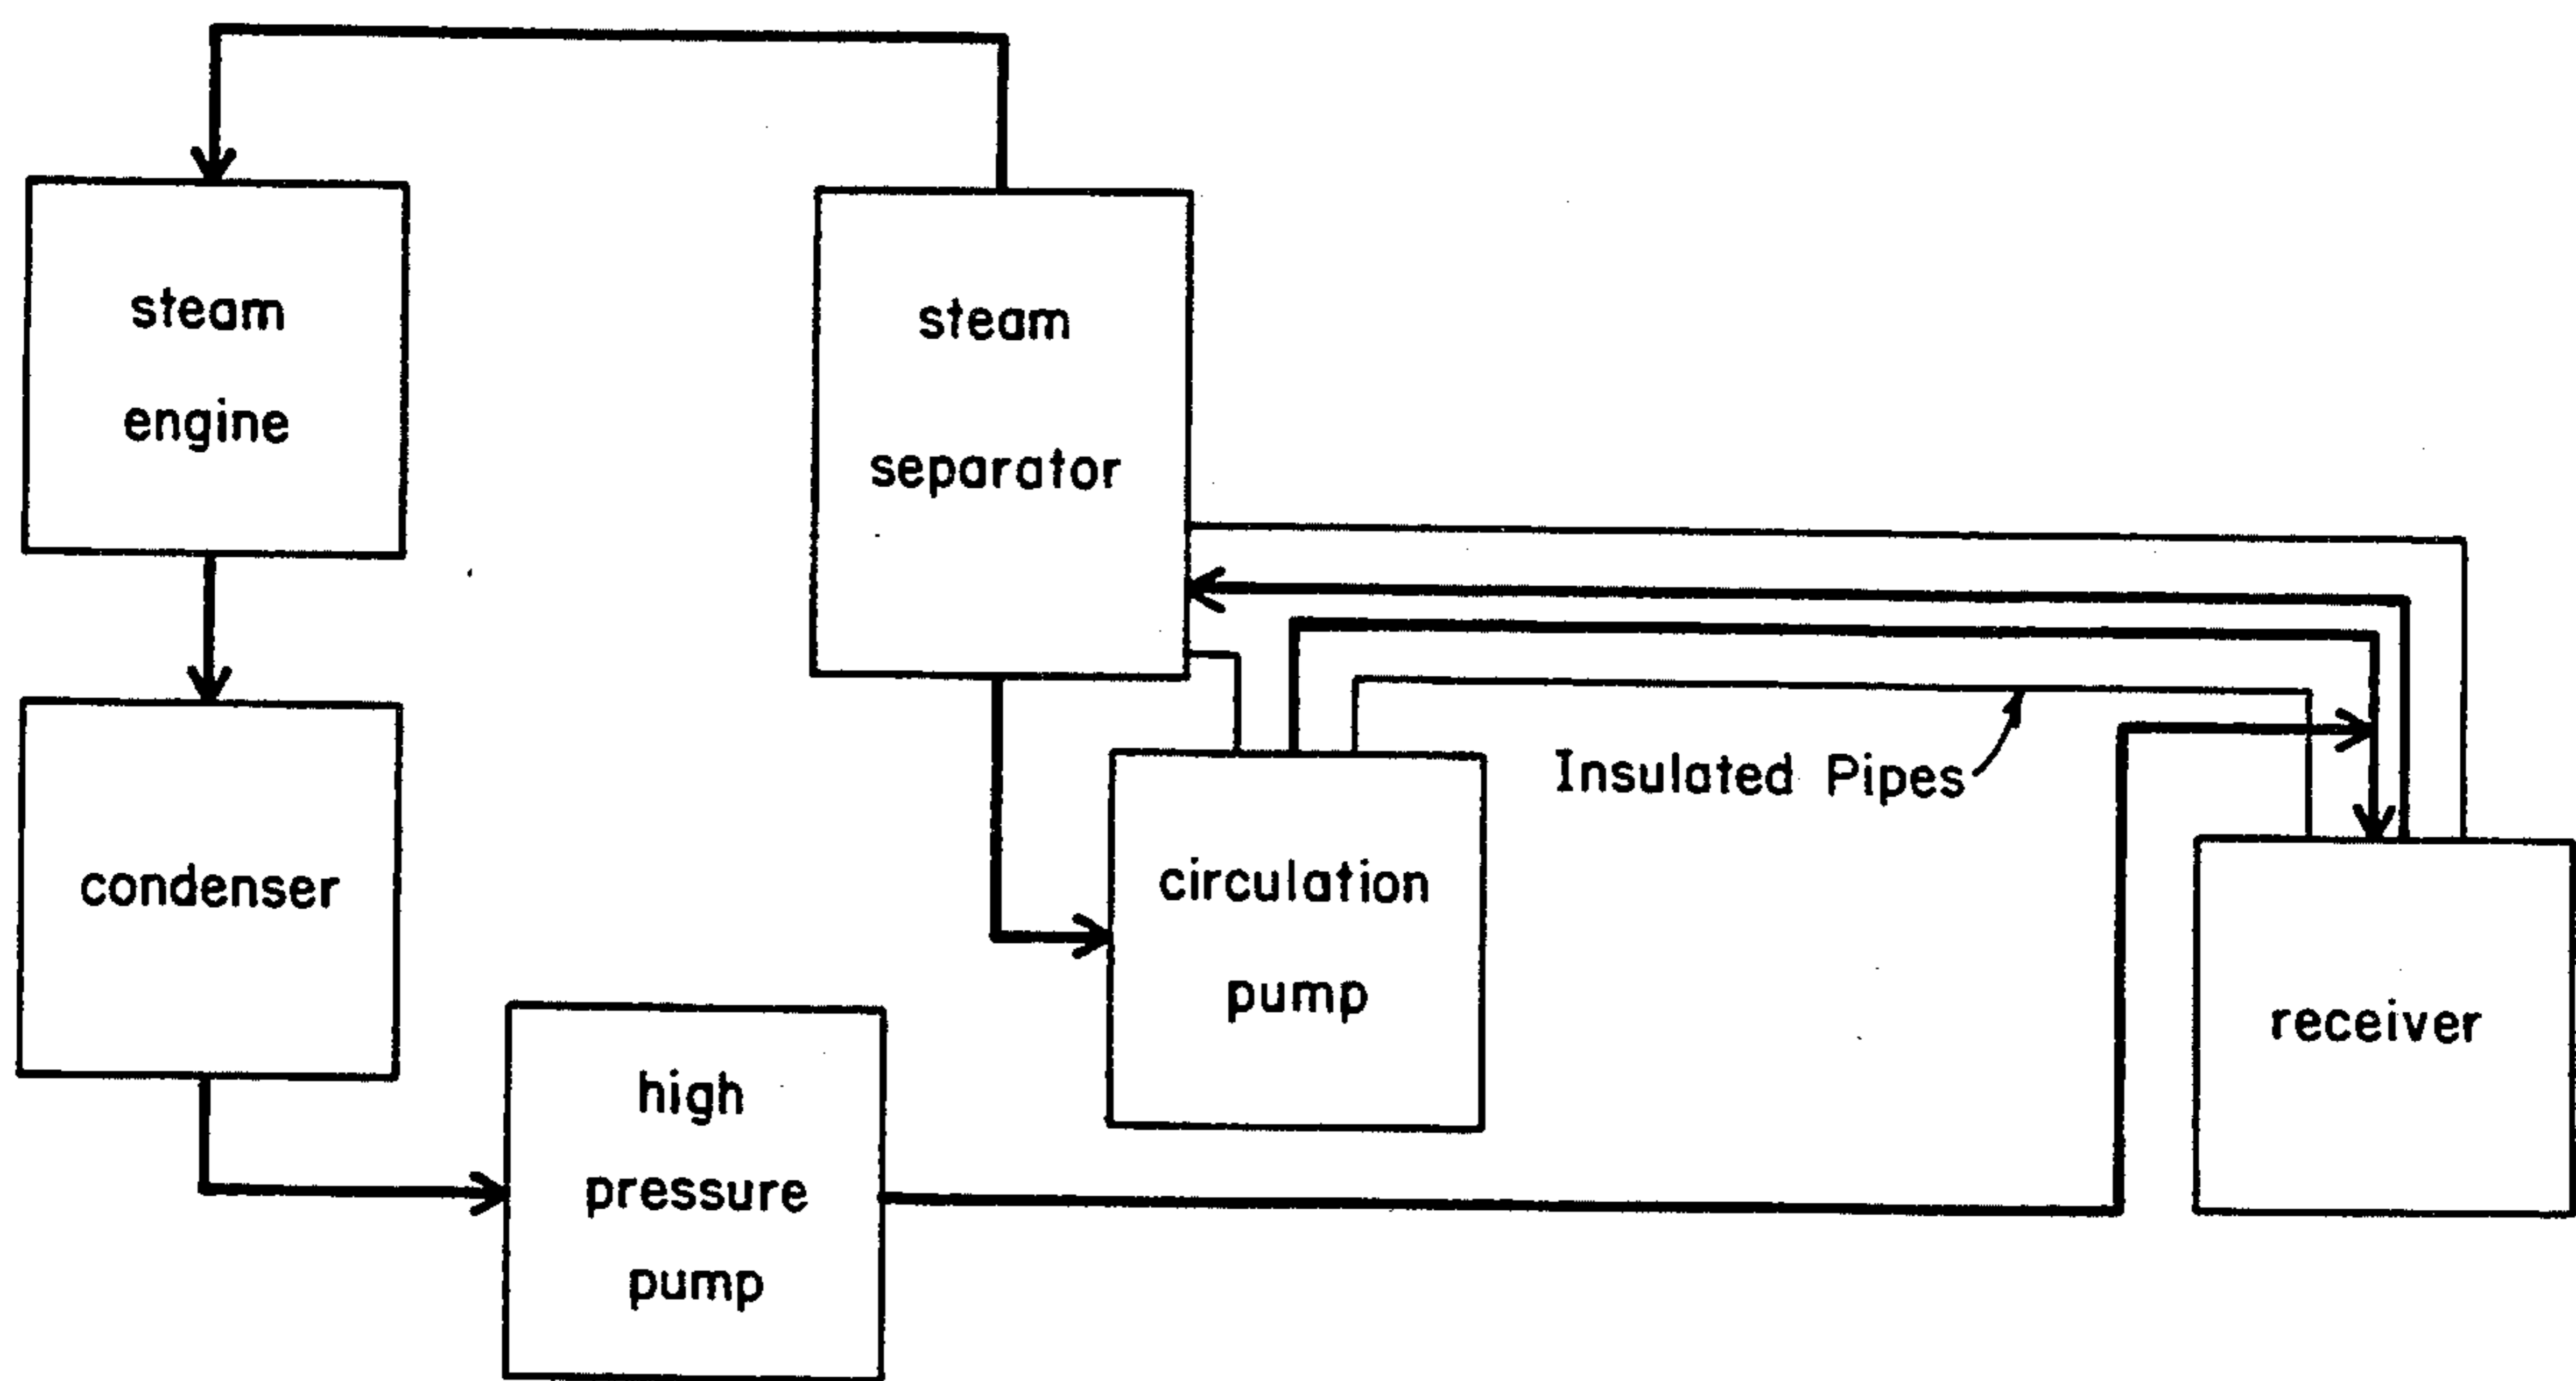 steam
engine
steam
separator
Insulated Pipes
condenser
circulation
pump
receiver
high
pressure
pump